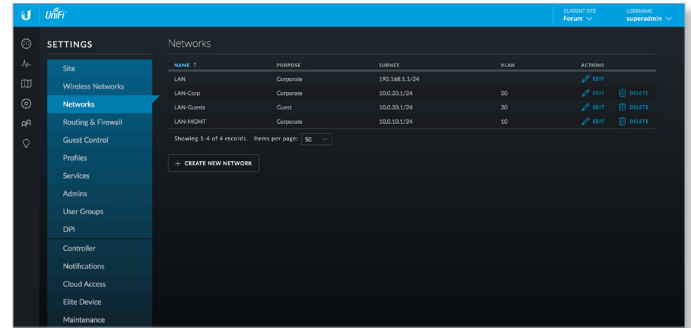 UniFi
CURRENT SITE
Forum
USERNAME
superadmin
SETTINGS
Site
Wireless Networks
Networks
Routing & Firewall
Guest Control
Profiles
Services
Admins
User Groups
DPI
Controller
Notifications
Cloud Access
Elite Device
Maintenance
Networks
NAME ↑ PURPOSE SUBNET VLAN ACTIONS
LAN Corporate 192.168.1.1/24 EDIT
LAN-Corp Corporate 10.0.20.1/24 20 EDIT DELETE
LAN-Guests Guest 10.0.30.1/24 30 EDIT DELETE
LAN-MGMT Corporate 10.0.10.1/24 10 EDIT DELETE
Showing 1-4 of 4 records. Items per page: 50
+ CREATE NEW NETWORK